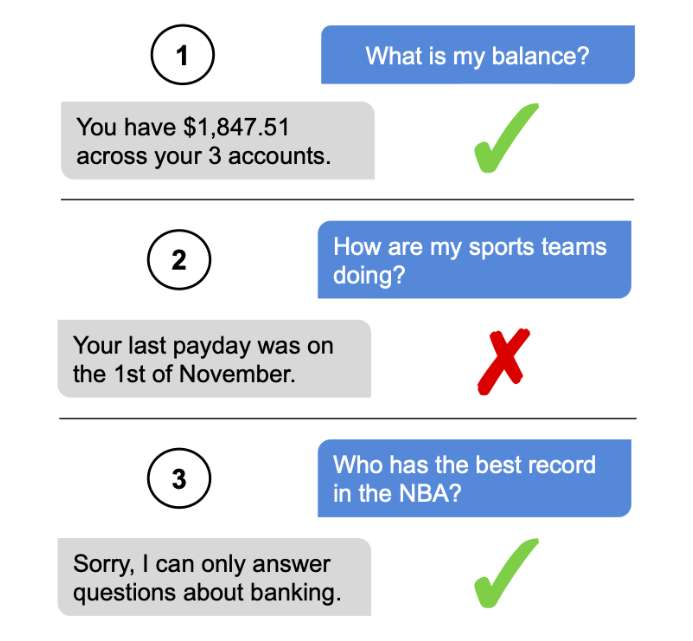 1
What is my balance?
You have $1,847.51
across your 3 accounts.
2
How are my sports teams
doing?
Your last payday was on
the 1st of November.
3
Who has the best record
in the NBA?
Sorry, I can only answer
questions about banking.